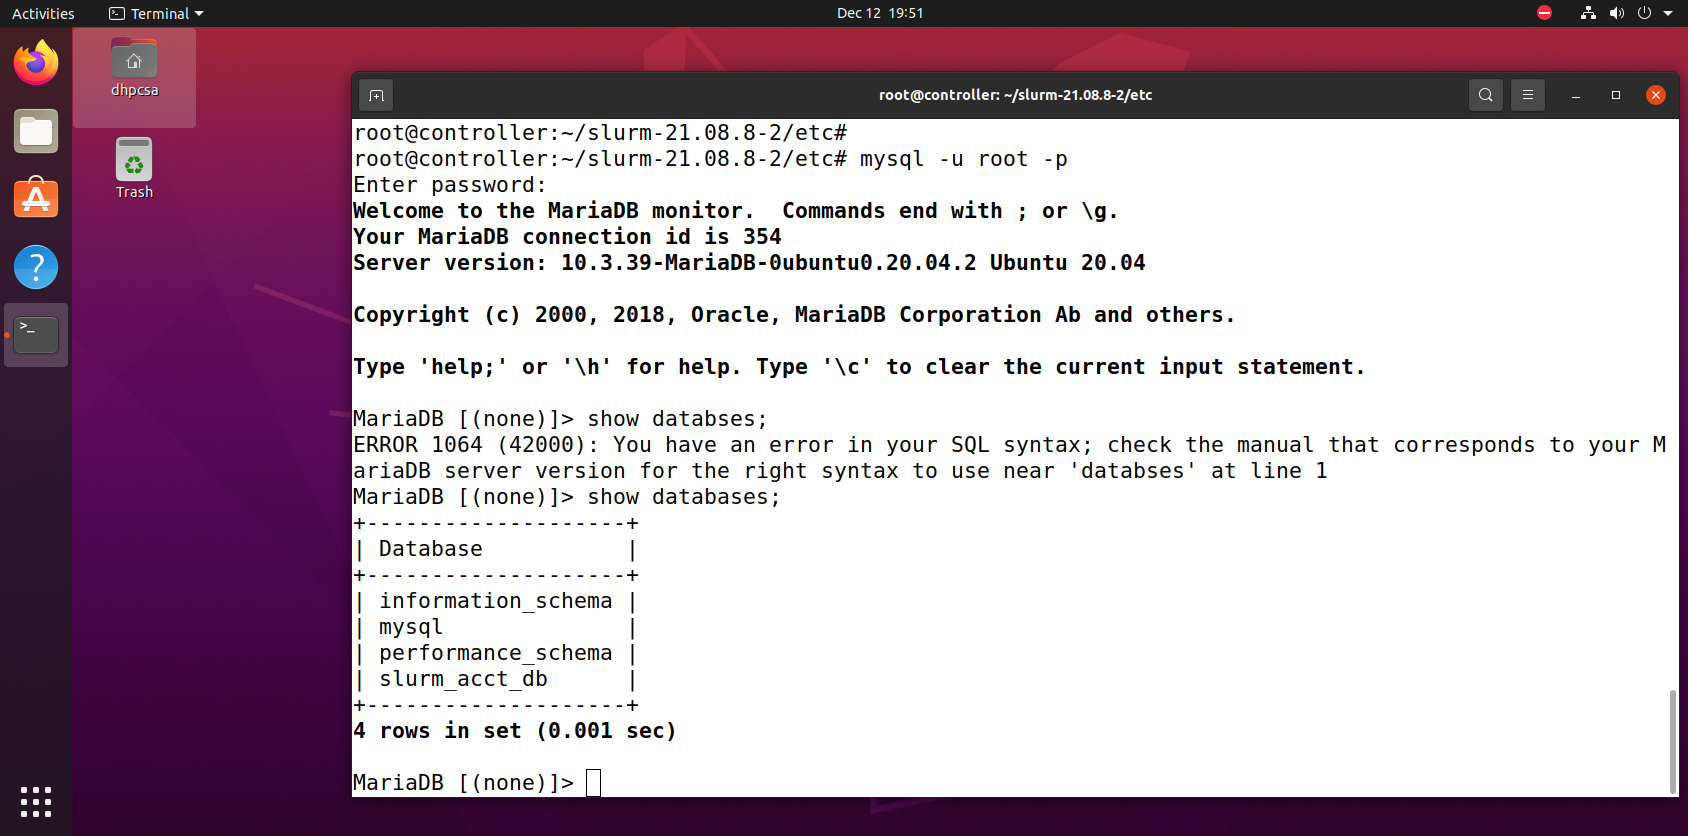 Activities
Terminal
Dec 12 19:51
dhpcsa
Trash
root@controller: ~/slurm-21.08.8-2/etc
root@controller:~/slurm-21.08.8-2/etc#
root@controller:~/slurm-21.08.8-2/etc# mysql -u root -p
Enter password:
Welcome to the MariaDB monitor.  Commands end with ; or \g.
Your MariaDB connection id is 354
Server version: 10.3.39-MariaDB-0ubuntu0.20.04.2 Ubuntu 20.04
Copyright (c) 2000, 2018, Oracle, MariaDB Corporation Ab and others.
Type 'help;' or '\h' for help. Type '\c' to clear the current input statement.
MariaDB [(none)]> show databses;
ERROR 1064 (42000): You have an error in your SQL syntax; check the manual that corresponds to your M
ariaDB server version for the right syntax to use near 'databses' at line 1
MariaDB [(none)]> show databases;
+--------------------+
| Database           |
+--------------------+
| information_schema |
| mysql              |
| performance_schema |
| slurm_acct_db      |
+--------------------+
4 rows in set (0.001 sec)
MariaDB [(none)]>